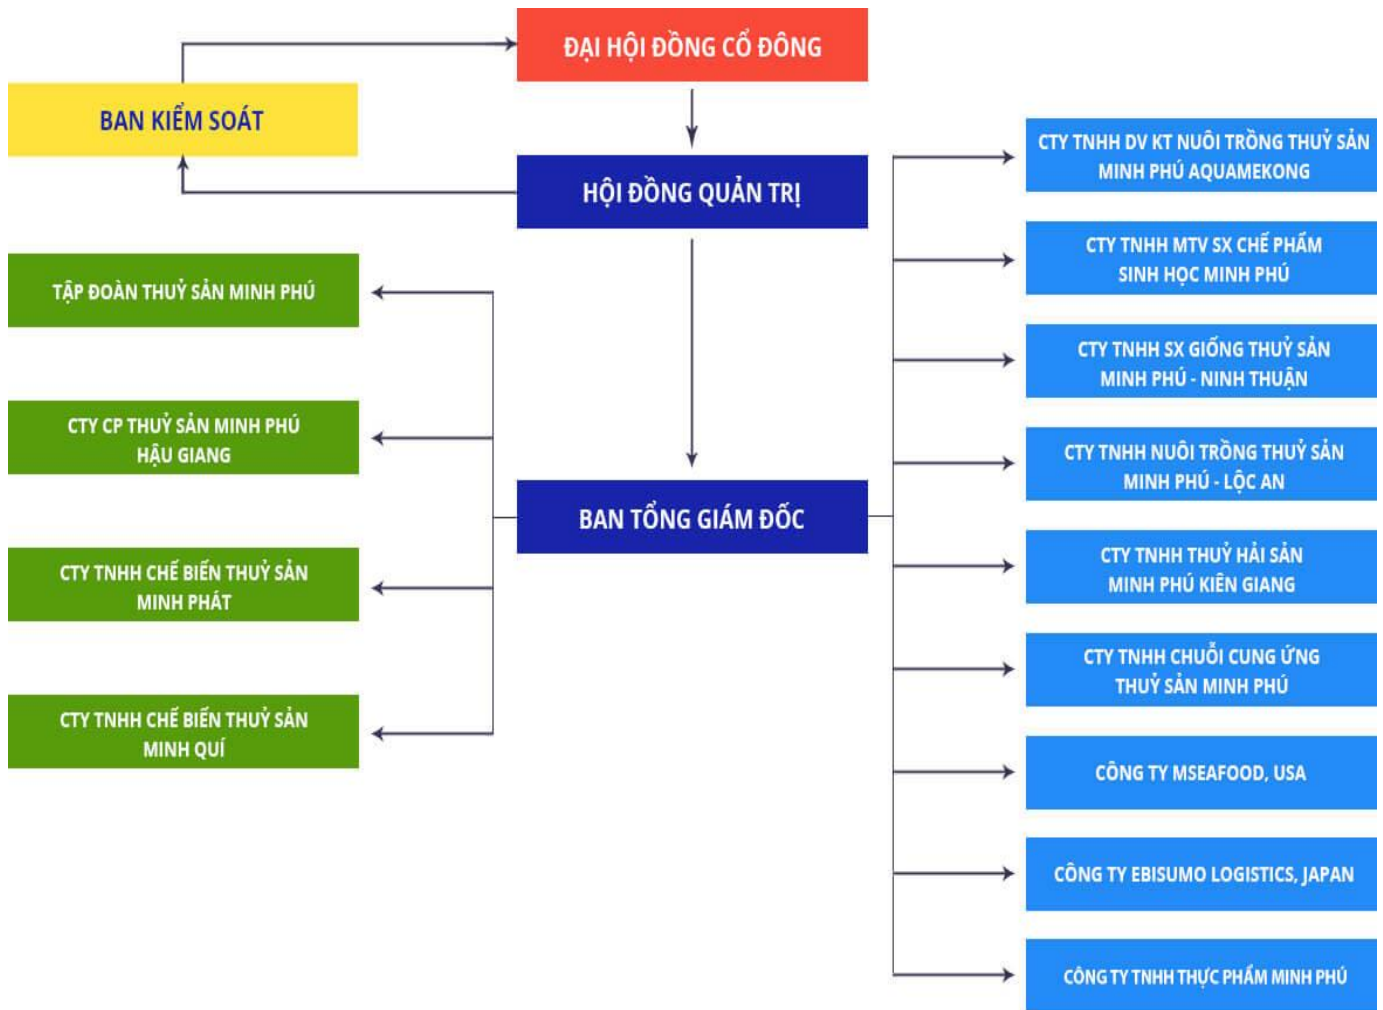 ĐẠI HỘI ĐỒNG CỔ ĐÔNG
BAN KIỂM SOÁT
HỘI ĐỒNG QUẢN TRỊ
BAN TỔNG GIÁM ĐỐC
TẬP ĐOÀN THUỶ SẢN MINH PHÚ
CTY CP THUỶ SẢN MINH PHÚ
HẬU GIANG
CTY TNHH CHẾ BIẾN THUỶ SẢN
MINH PHÁT
CTY TNHH CHẾ BIẾN THUỶ SẢN
MINH QUÍ
CTY TNHH DV KT NUÔI TRỒNG THUỶ SẢN
MINH PHÚ AQUAMEKONG
CTY TNHH MTV SX CHẾ PHẨM
SINH HỌC MINH PHÚ
CTY TNHH SX GIỐNG THUỶ SẢN
MINH PHÚ - NINH THUẬN
CTY TNHH NUÔI TRỒNG THUỶ SẢN
MINH PHÚ - LỘC AN
CTY TNHH THUỶ HẢI SẢN
MINH PHÚ KIÊN GIANG
CTY TNHH CHUỖI CUNG ỨNG
THUỶ SẢN MINH PHÚ
CÔNG TY MSEAFOOD, USA
CÔNG TY EBISUMO LOGISTICS, JAPAN
CÔNG TY TNHH THỰC PHẨM MINH PHÚ